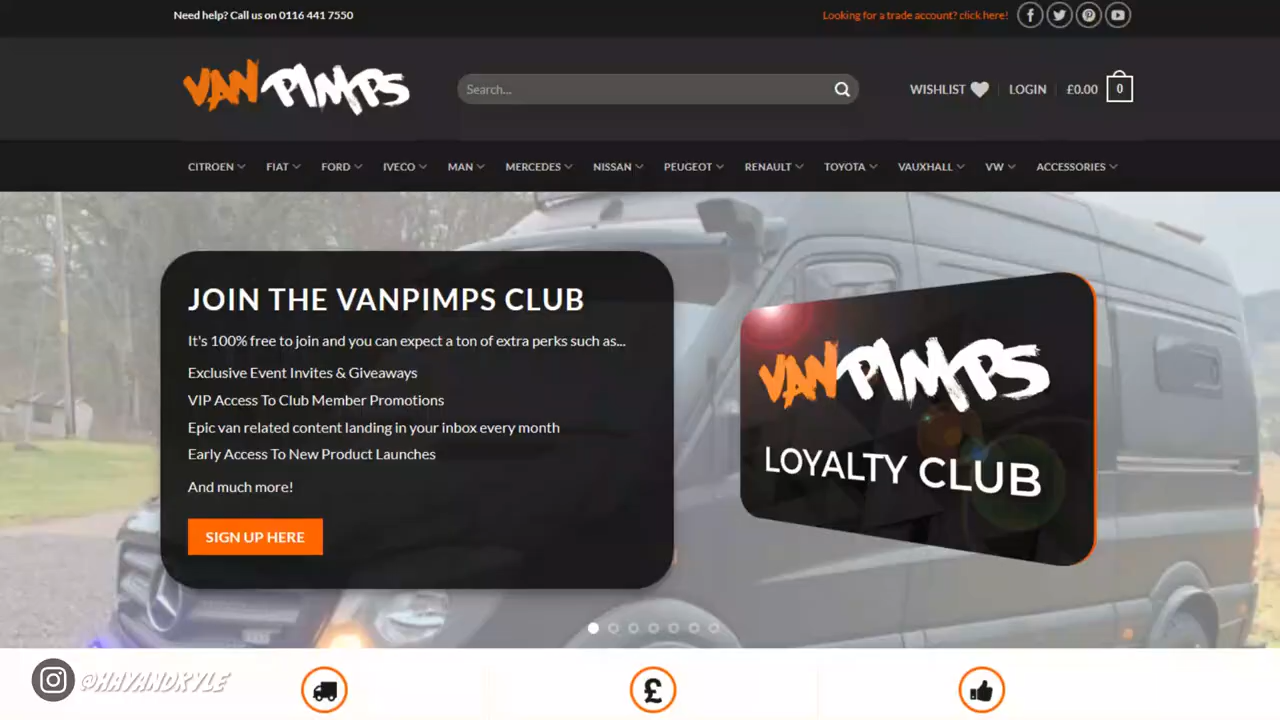 Need help? Call us on 0116 441 7550
Looking for a trade account? click here!
VAN PIMPS
Search...
WISHLIST
LOGIN
£0.00
0
CITROEN
FIAT
FORD
IVECO
MAN
MERCEDES
NISSAN
PEUGEOT
RENAULT
TOYOTA
VAUXHALL
VW
ACCESSORIES
JOIN THE VANPIMPS CLUB
It's 100% free to join and you can expect a ton of extra perks such as...
Exclusive Event Invites & Giveaways
VIP Access To Club Member Promotions
Epic van related content landing in your inbox every month
Early Access To New Product Launches
And much more!
SIGN UP HERE
VANPIMPS
LOYALTY CLUB
@HAYANDKYLE
£